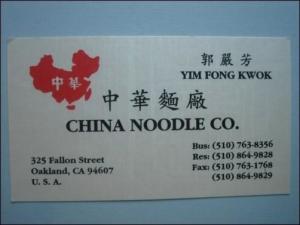 中華
郭嚴芳
YIM FONG KWOK
中華麵廠
CHINA NOODLE CO.
325 Fallon Street
Oakland, CA 94607
U. S. A.
Bus: (510) 763-8356
Res: (510) 864-9828
Fax: (510) 763-1768
(510) 864-9829